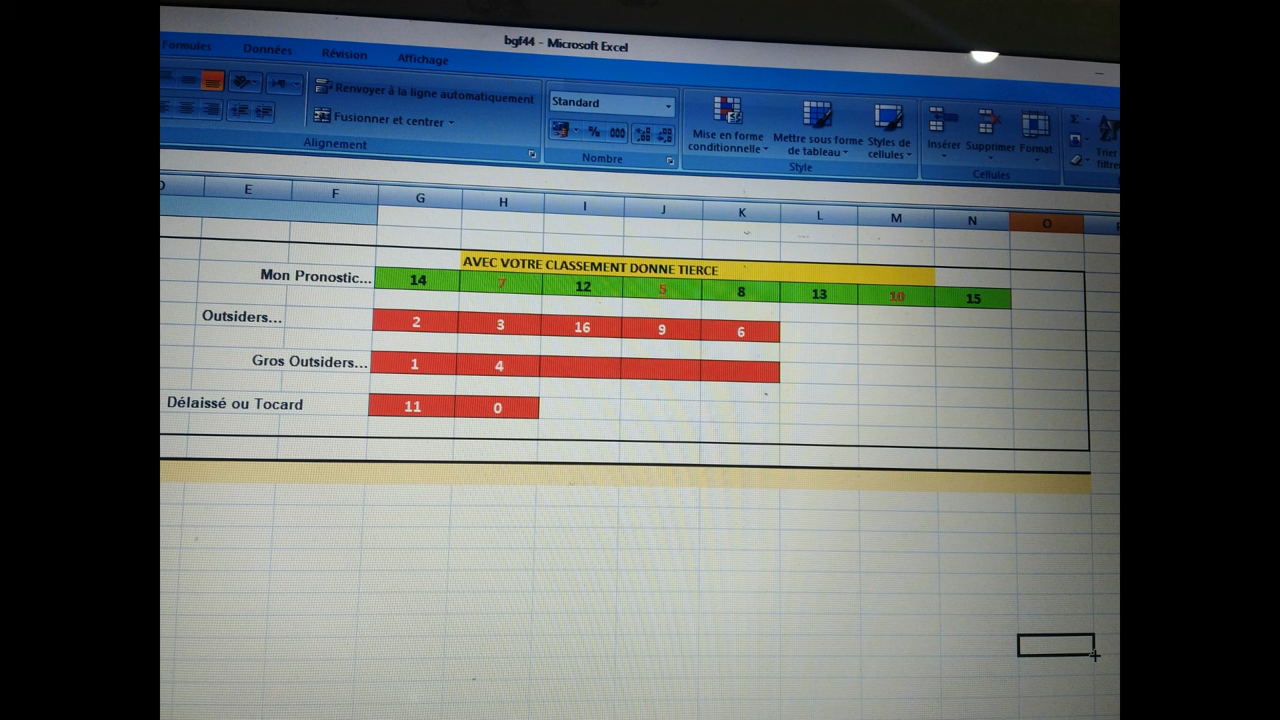 bgf44 - Microsoft Excel
Formules Données Révision Affichage
Renvoyer à la ligne automatiquement
Fusionner et centrer
Alignement
Standard
% 000
Nombre
Mise en forme conditionnelle
Mettre sous forme de tableau
Styles de cellules
Style
Insérer Supprimer Format
Cellules
Σ
Trier
filtre
E F G H I J K L M N O
AVEC VOTRE CLASSEMENT DONNE TIERCE
Mon Pronostic... 14 7 12 5 8 13 10 15
Outsiders... 2 3 16 9 6
Gros Outsiders... 1 4
Délaissé ou Tocard 11 0